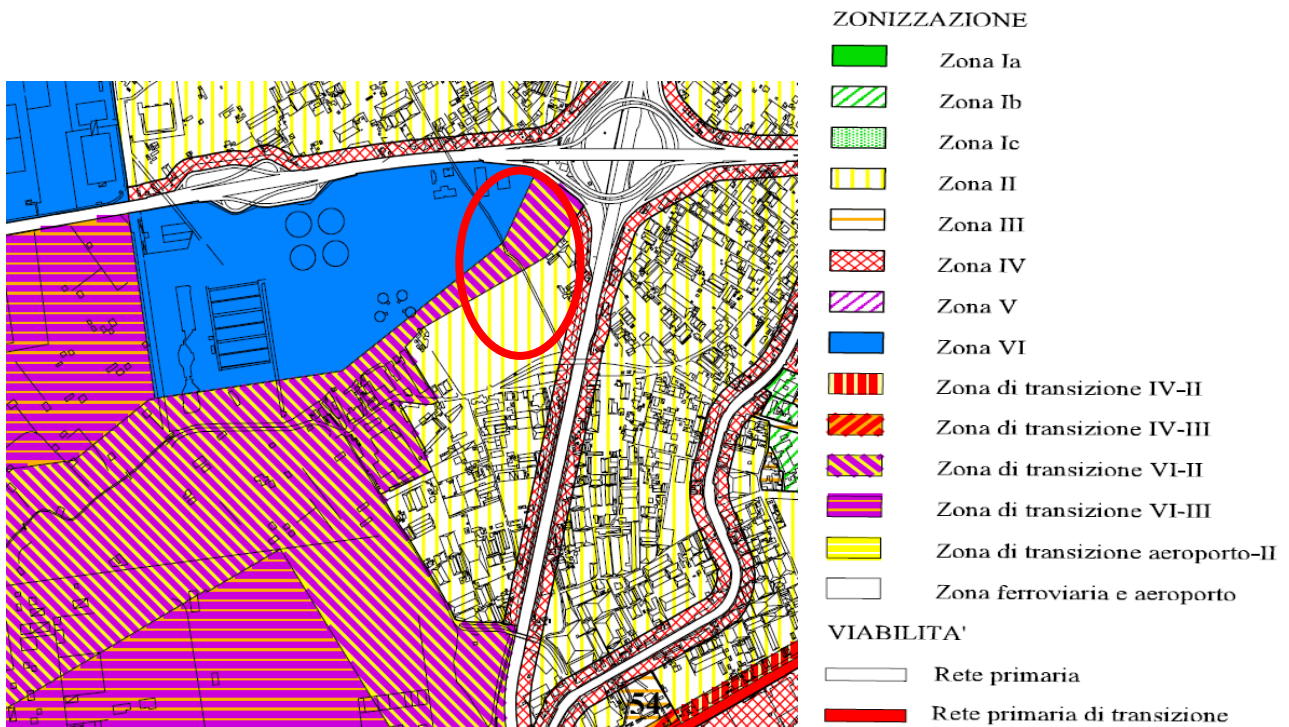 ZONIZZAZIONE
Zona Ia
Zona Ib
Zona Ic
Zona II
Zona III
Zona IV
Zona V
Zona VI
Zona di transizione IV-II
Zona di transizione IV-III
Zona di transizione VI-II
Zona di transizione VI-III
Zona di transizione aeroporto-II
Zona ferroviaria e aeroporto
VIABILITA'
Rete primaria
Rete primaria di transizione
54